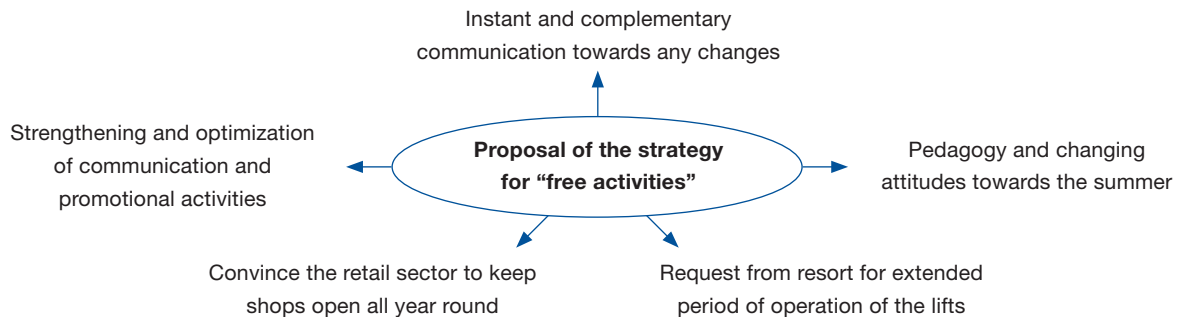 Instant and complementary
communication towards any changes
Strengthening and optimization
of communication and
promotional activities
Proposal of the strategy
for “free activities”
Pedagogy and changing
attitudes towards the summer
Convince the retail sector to keep
shops open all year round
Request from resort for extended
period of operation of the lifts